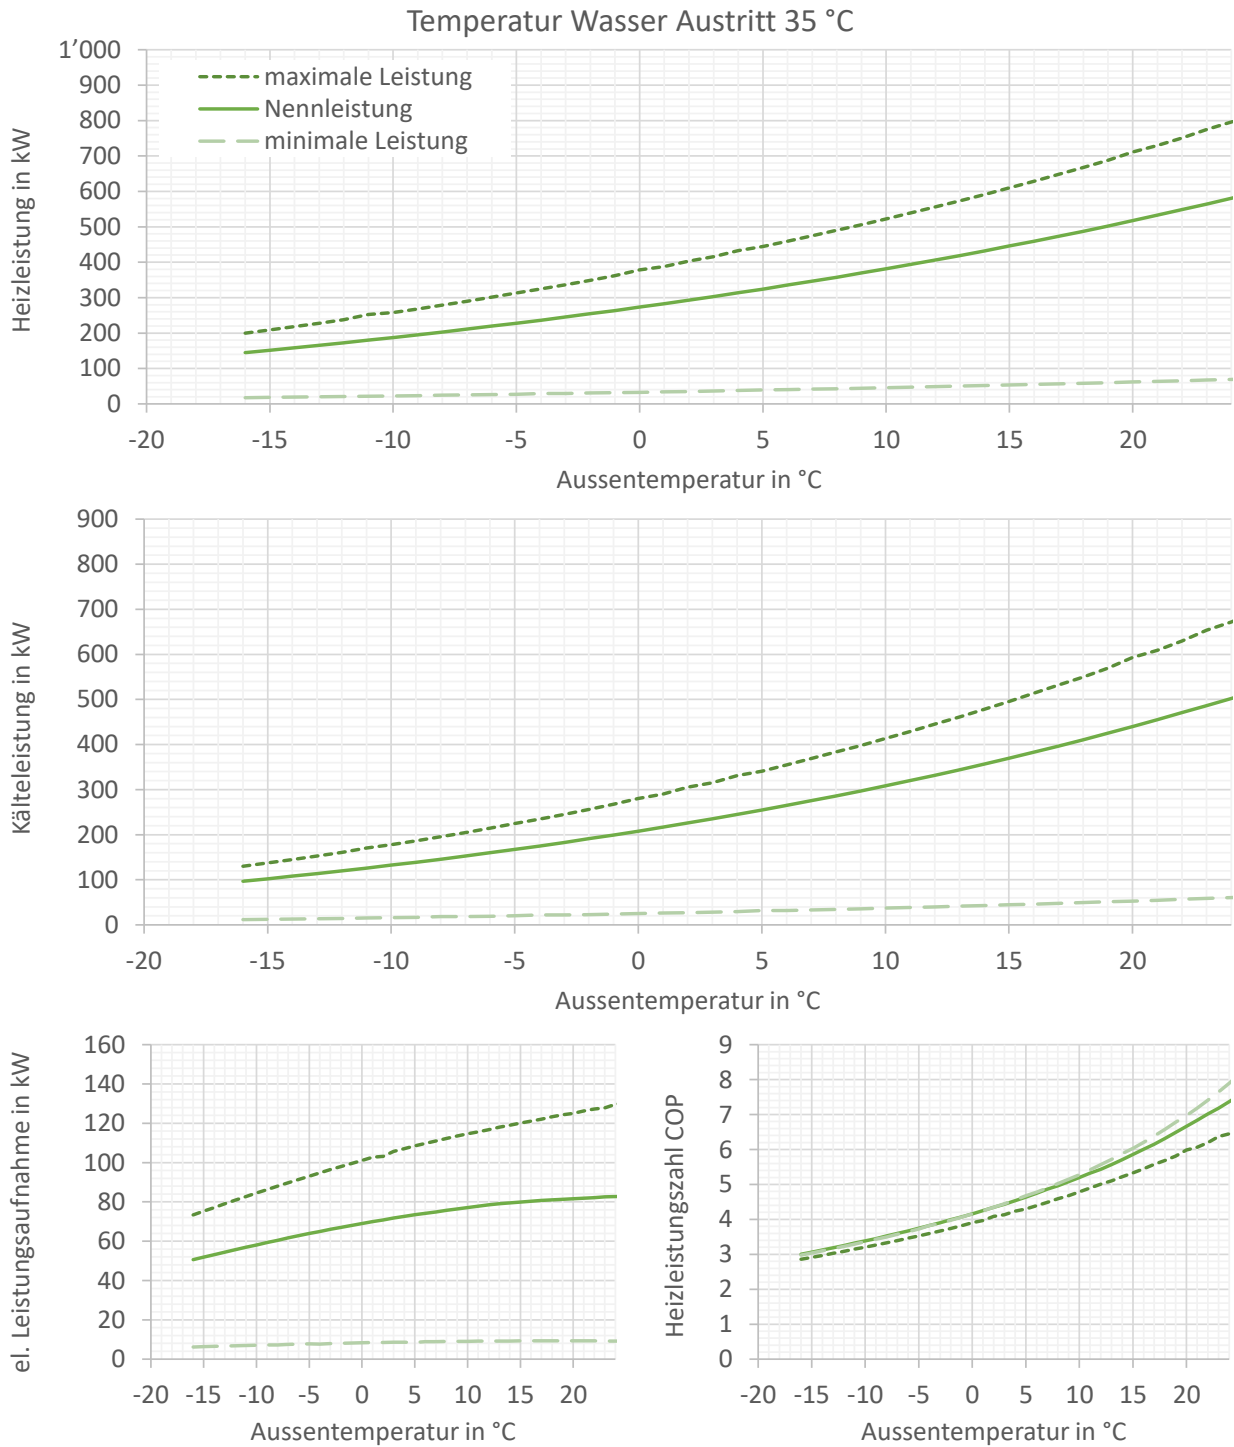 Temperatur Wasser Austritt 35 °C
Heizleistung in kW
1’000
900
800
700
600
500
400
300
200
100
0
maximale Leistung
Nennleistung
minimale Leistung
-20 -15 -10 -5 0 5 10 15 20
Aussentemperatur in °C
Kälteleistung in kW
900
800
700
600
500
400
300
200
100
0
-20 -15 -10 -5 0 5 10 15 20
Aussentemperatur in °C
el. Leistungsaufnahme in kW
160
140
120
100
80
60
40
20
0
-20 -15 -10 -5 0 5 10 15 20
Aussentemperatur in °C
Heizleistungszahl COP
9
8
7
6
5
4
3
2
1
0
-20 -15 -10 -5 0 5 10 15 20
Aussentemperatur in °C